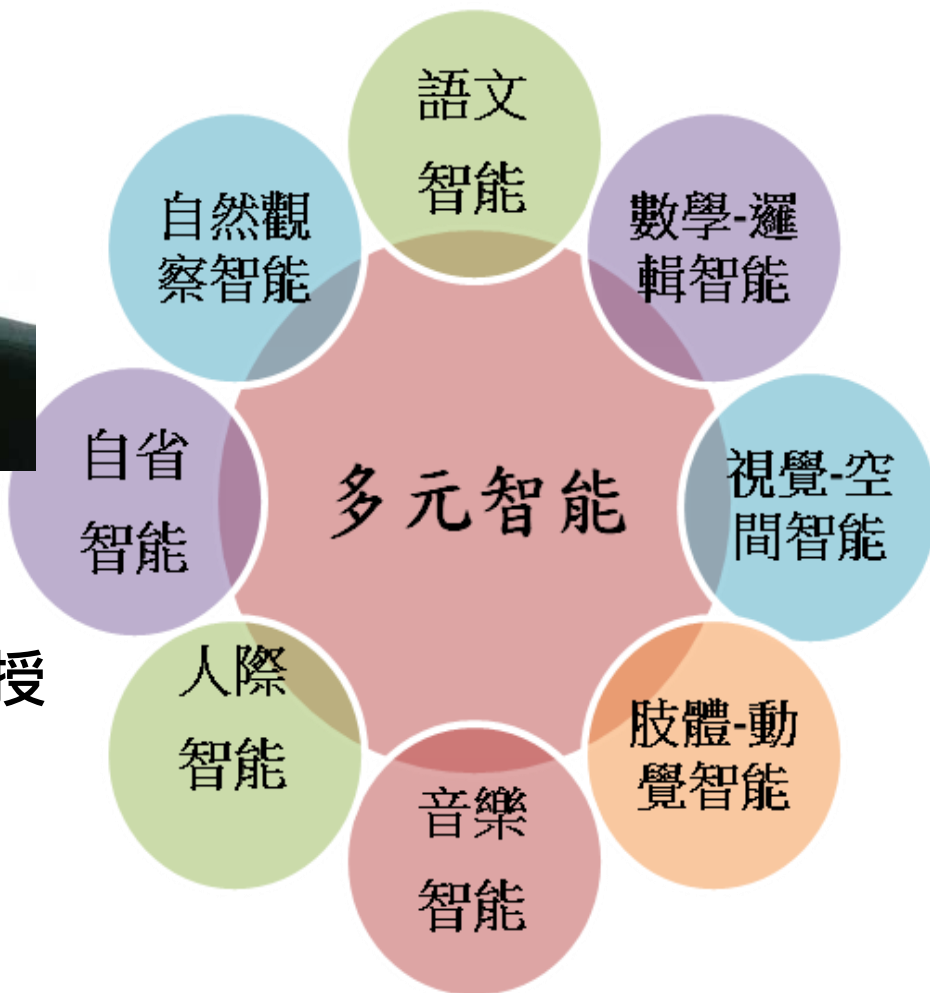 語文
智能
數學-邏
輯智能
視覺-空
間智能
肢體-動
覺智能
音樂
智能
人際
智能
自省
智能
自然觀
察智能
多元智能
授